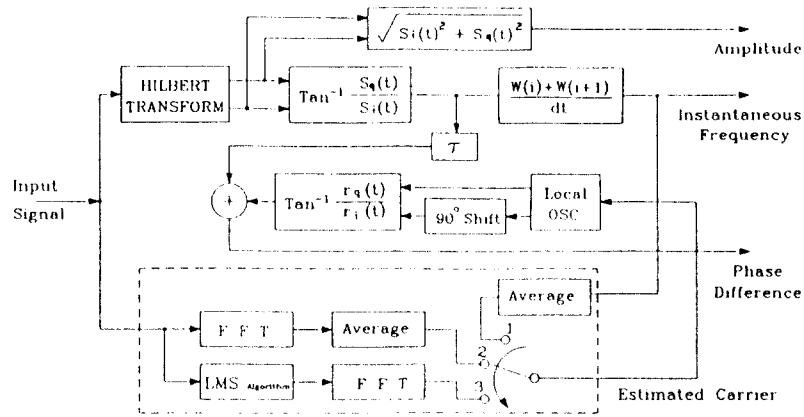 √ Si(t)² + Sq(t)²
Amplitude
HILBERT
TRANSFORM
Tan⁻¹ Sq(t)
Si(t)
W(i)+W(i+1)
dt
Instantaneous
Frequency
τ
Input
Signal
+
Tan⁻¹ rq(t)
ri(t)
90° Shift
Local
OSC
Phase
Difference
Average
1
F F T
Average
2
LMS Algorithm
F F T
3
Estimated Carrier